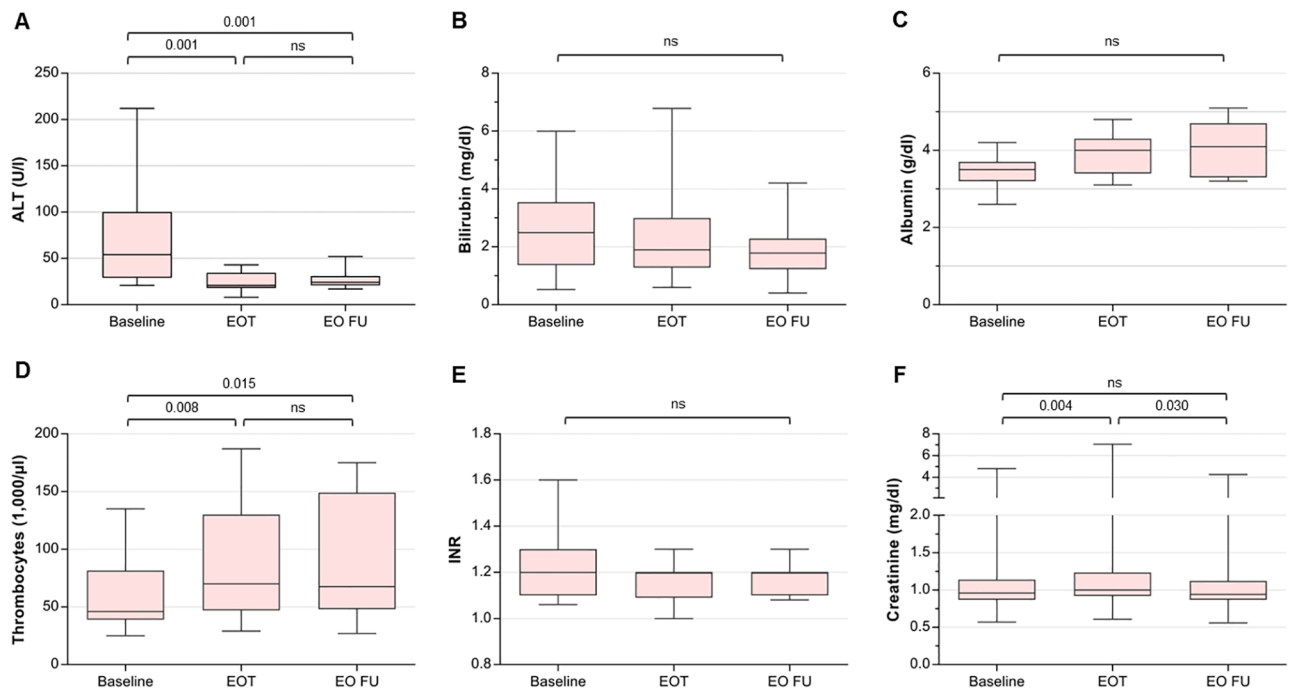 A
0.001
0.001
ns
ALT (U/l)
250
200
150
100
50
0
Baseline
EOT
EO FU
B
ns
Bilirubin (mg/dl)
8
6
4
2
0
Baseline
EOT
EO FU
C
ns
Albumin (g/dl)
6
4
2
0
Baseline
EOT
EO FU
D
0.015
0.008
ns
Thrombocytes (1,000/µl)
200
150
100
50
0
Baseline
EOT
EO FU
E
ns
INR
1.8
1.6
1.4
1.2
1.0
0.8
Baseline
EOT
EO FU
F
ns
0.004
0.030
Creatinine (mg/dl)
8
6
4
2
2.0
1.5
1.0
0.5
0.0
Baseline
EOT
EO FU